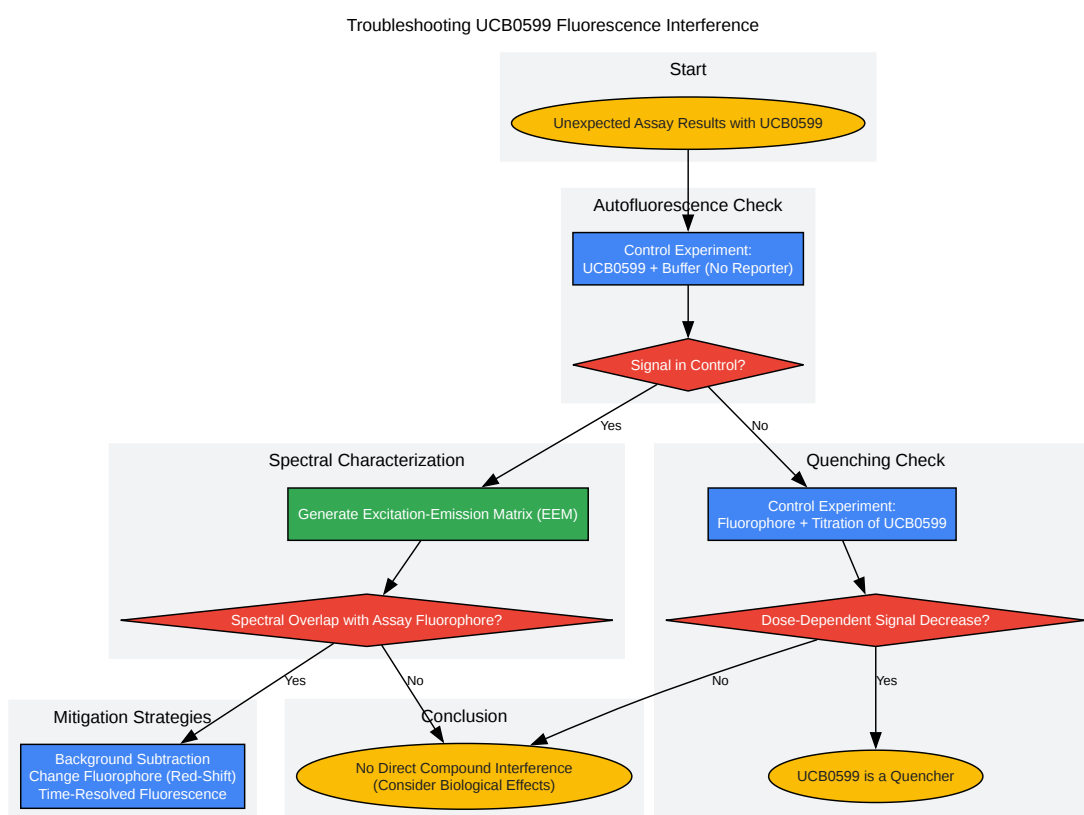 Troubleshooting UCB0599 Fluorescence Interference
Start
Unexpected Assay Results with UCB0599
Autofluorescence Check
Control Experiment:
UCB0599 + Buffer (No Reporter)
Signal in Control?
Yes
No
Spectral Characterization
Generate Excitation-Emission Matrix (EEM)
Spectral Overlap with Assay Fluorophore?
Quenching Check
Control Experiment:
Fluorophore + Titration of UCB0599
Dose-Dependent Signal Decrease?
Yes
No
No
Yes
Mitigation Strategies
Background Subtraction
Change Fluorophore (Red-Shift)
Time-Resolved Fluorescence
Conclusion
No Direct Compound Interference
(Consider Biological Effects)
UCB0599 is a Quencher